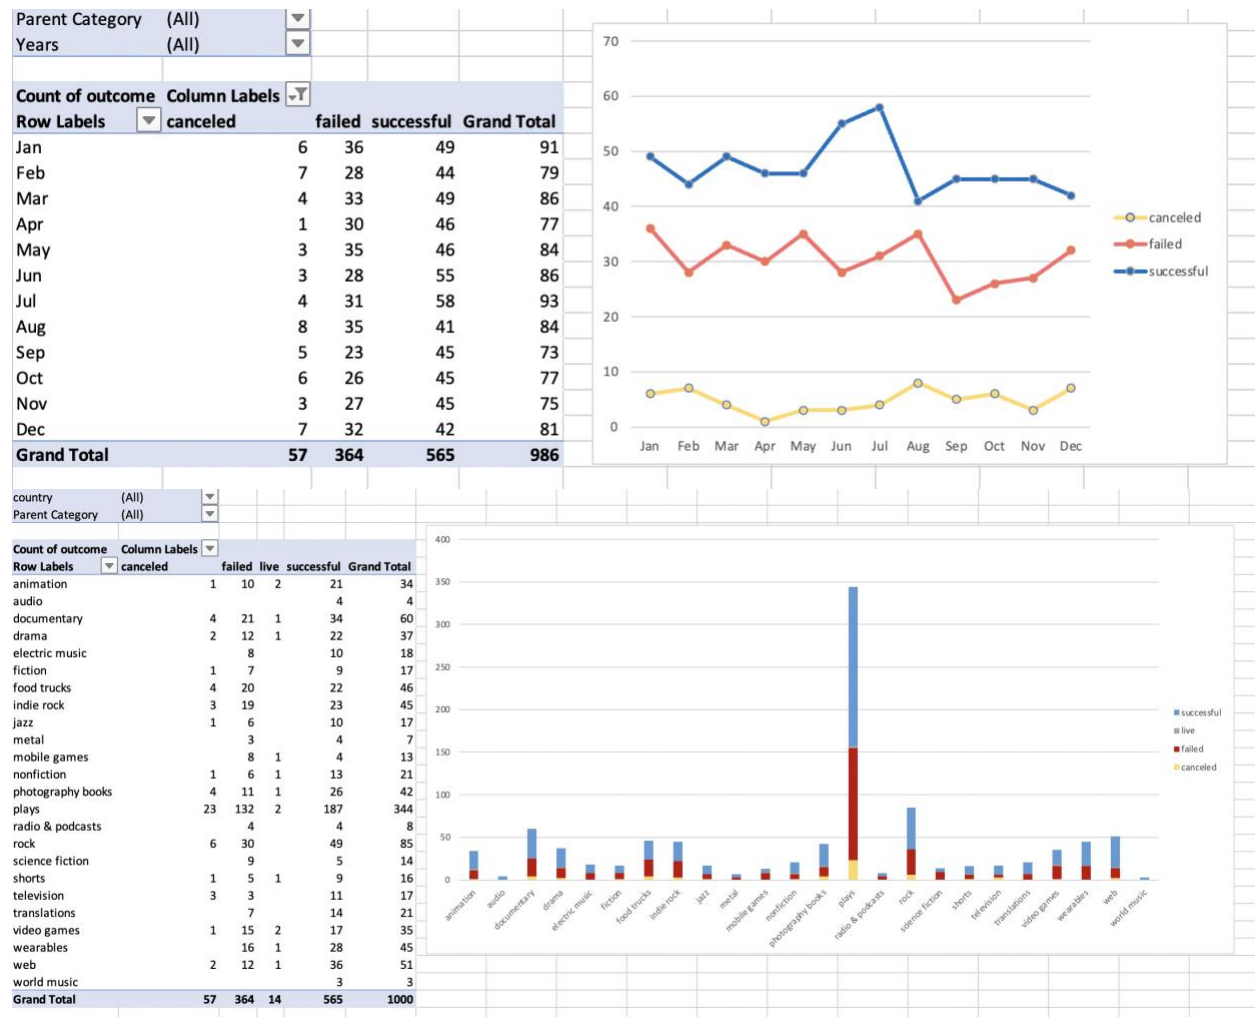 Parent Category (All)
Years (All)
Count of outcome Column Labels
Row Labels canceled failed successful Grand Total
Jan 6 36 49 91
Feb 7 28 44 79
Mar 4 33 49 86
Apr 1 30 46 77
May 3 35 46 84
Jun 3 28 55 86
Jul 4 31 58 93
Aug 8 35 41 84
Sep 5 23 45 73
Oct 6 26 45 77
Nov 3 27 45 75
Dec 7 32 42 81
Grand Total 57 364 565 986
70
60
50
40
30
20
10
0
Jan Feb Mar Apr May Jun Jul Aug Sep Oct Nov Dec
canceled
failed
successful
country (All)
Parent Category (All)
Count of outcome Column Labels
Row Labels canceled failed live successful Grand Total
animation 1 10 2 21 34
audio 4 4
documentary 4 21 1 34 60
drama 2 12 1 22 37
electric music 8 10 18
fiction 1 7 9 17
food trucks 4 20 22 46
indie rock 3 19 23 45
jazz 1 6 10 17
metal 3 4 7
mobile games 8 1 4 13
nonfiction 1 6 1 13 21
photography books 4 11 1 26 42
plays 23 132 2 187 344
radio & podcasts 4 4 8
rock 6 30 49 85
science fiction 9 5 14
shorts 1 5 1 9 16
television 3 3 11 17
translations 7 14 21
video games 1 15 2 17 35
wearables 16 1 28 45
web 2 12 1 36 51
world music 3 3
Grand Total 57 364 14 565 1000
400
350
300
250
200
150
100
50
0
animation audio documentary drama electric music fiction food trucks indie rock jazz metal mobile games nonfiction photography books plays radio & podcasts rock science fiction shorts television translations video games wearables web world music
successful
live
failed
canceled